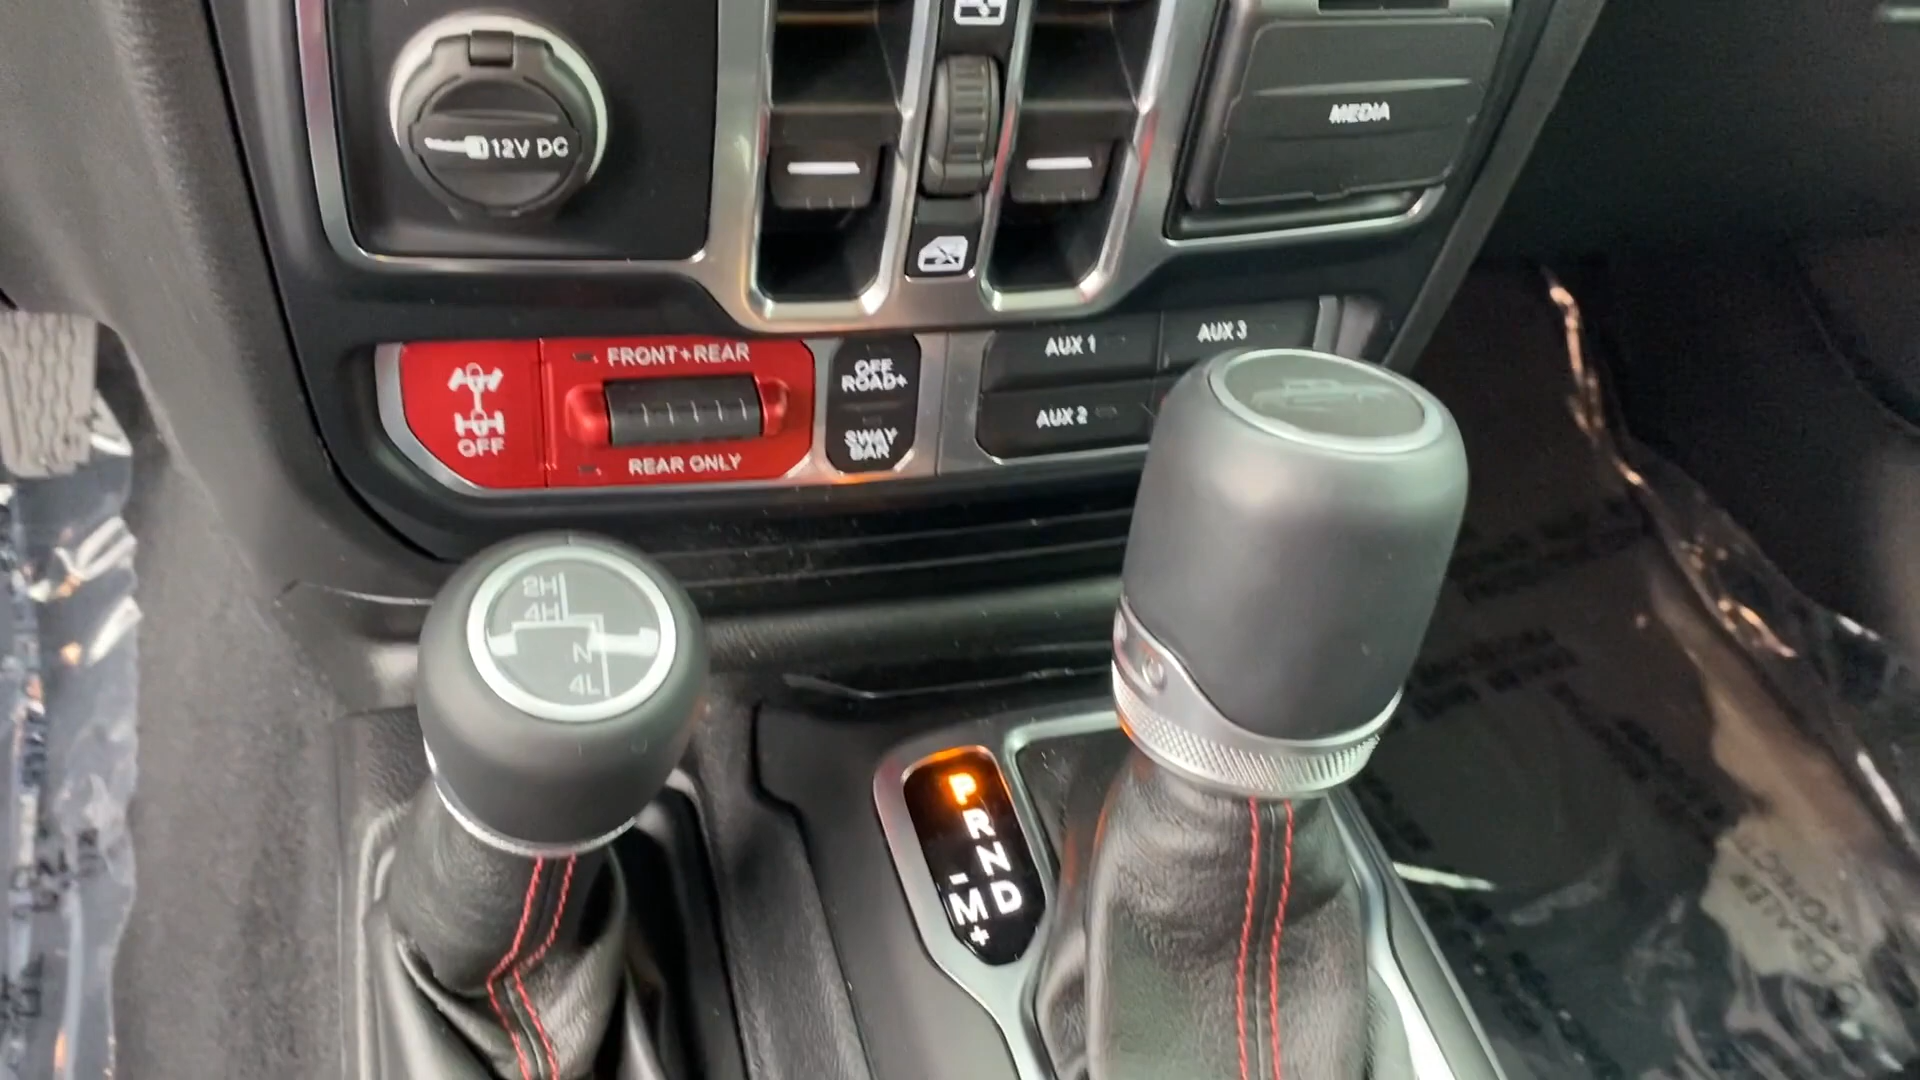 12V DC
MEDIA
FRONT+REAR
OFF
REAR ONLY
OFF
ROAD+
SWAY
BAR
AUX 1
AUX 3
AUX 2
2H
4H
N
4L
P
R
N
D
-
M
+